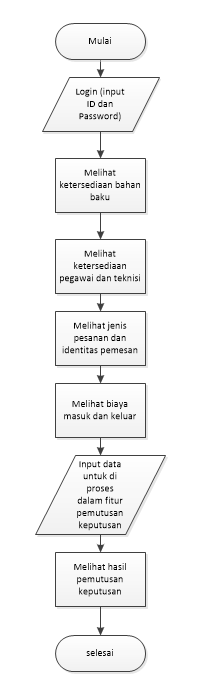 Mulai
Login (input
ID dan
Password)
Melihat
ketersediaan bahan
baku
Melihat
ketersediaan
pegawai dan teknisi
Melihat jenis
pesanan dan
identitas pemesan
Melihat biaya
masuk dan keluar
Input data
untuk di
proses
dalam fitur
pemutusan
keputusan
Melihat hasil
pemutusan
keputusan
selesai